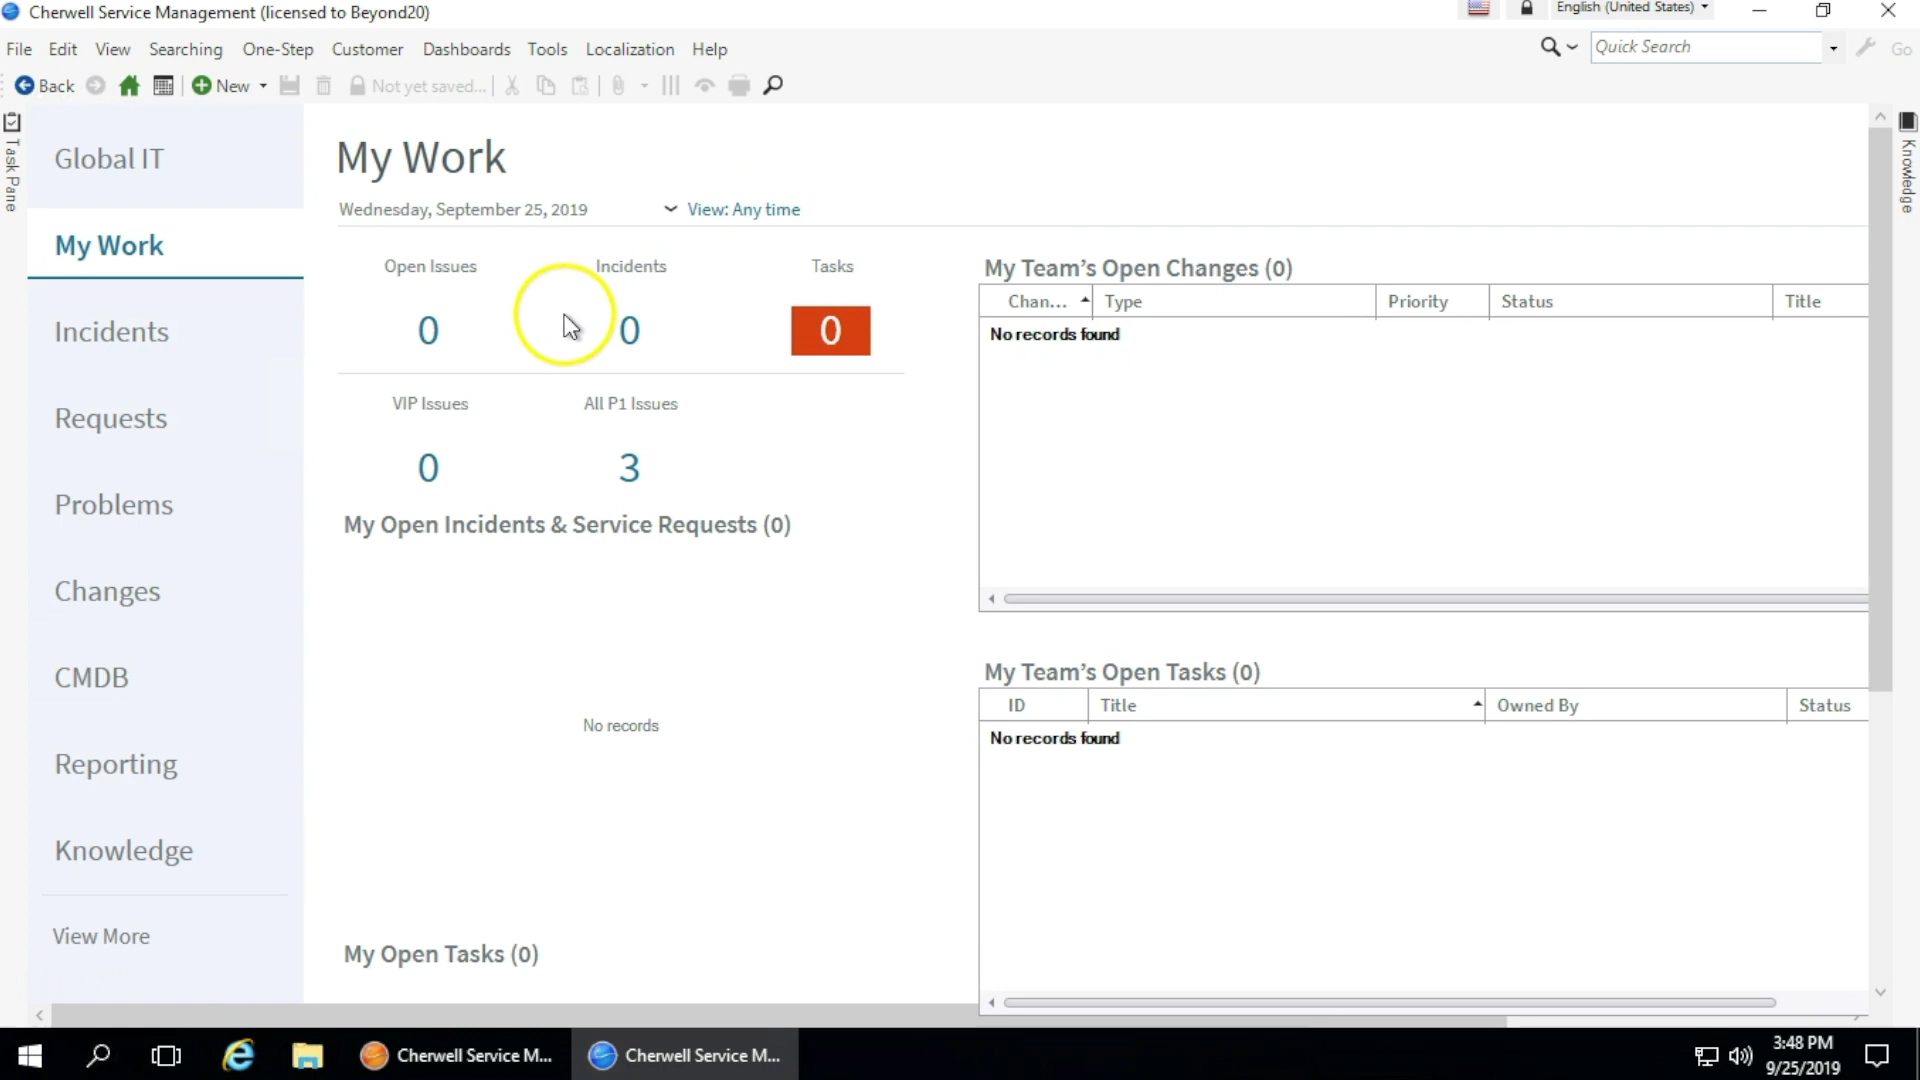 Cherwell Service Management (licensed to Beyond20)
English (United States)
File Edit View Searching One-Step Customer Dashboards Tools Localization Help
Quick Search
Go
Back
New
Not yet saved...
Task Pane
Knowledge
Global IT
My Work
Incidents
Requests
Problems
Changes
CMDB
Reporting
Knowledge
View More
My Work
Wednesday, September 25, 2019
View: Any time
Open Issues Incidents Tasks
0 0 0
VIP Issues All P1 Issues
0 3
My Open Incidents & Service Requests (0)
No records
My Open Tasks (0)
My Team's Open Changes (0)
Chan... Type Priority Status Title
No records found
My Team's Open Tasks (0)
ID Title Owned By Status
No records found
Cherwell Service M...
Cherwell Service M...
3:48 PM
9/25/2019